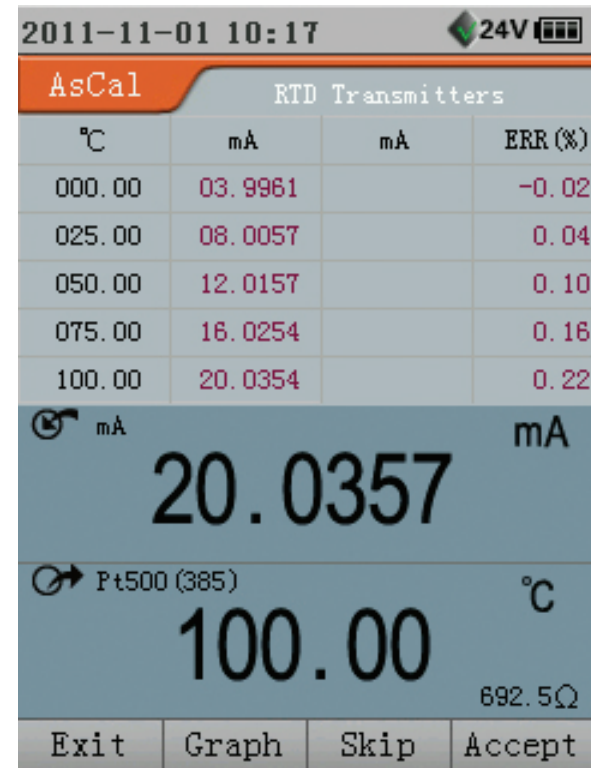 2011-11-01 10:17 24V
AsCal RTD Transmitters
℃ mA mA ERR(%)
000.00 03.9961 -0.02
025.00 08.0057 0.04
050.00 12.0157 0.10
075.00 16.0254 0.16
100.00 20.0354 0.22
mA mA
20.0357
Pt500(385) ℃
100.00
692.5Ω
Exit Graph Skip Accept